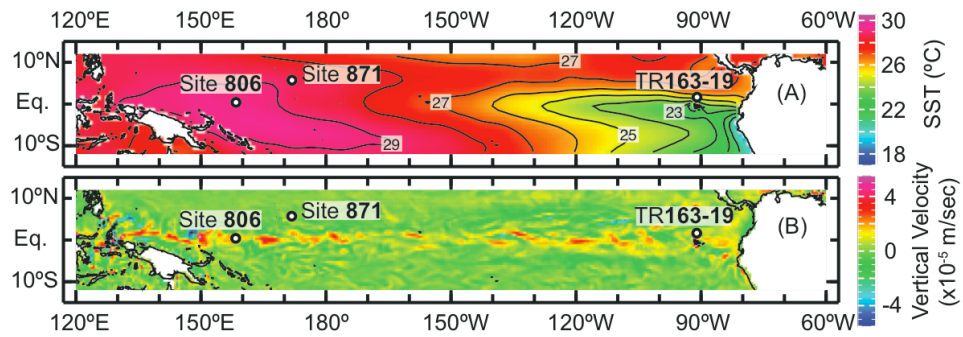 120ºE 150ºE 180º 150ºW 120ºW 90ºW 60ºW
10ºN
Eq.
10ºS
Site 806
Site 871
TR163-19
27
27
23
25
29
(A)
30
26
22
18
SST (ºC)
10ºN
Eq.
10ºS
Site 806
Site 871
TR163-19
(B)
4
0
-4
Vertical Velocity
(x10⁻⁵ m/sec)
120ºE 150ºE 180º 150ºW 120ºW 90ºW 60ºW